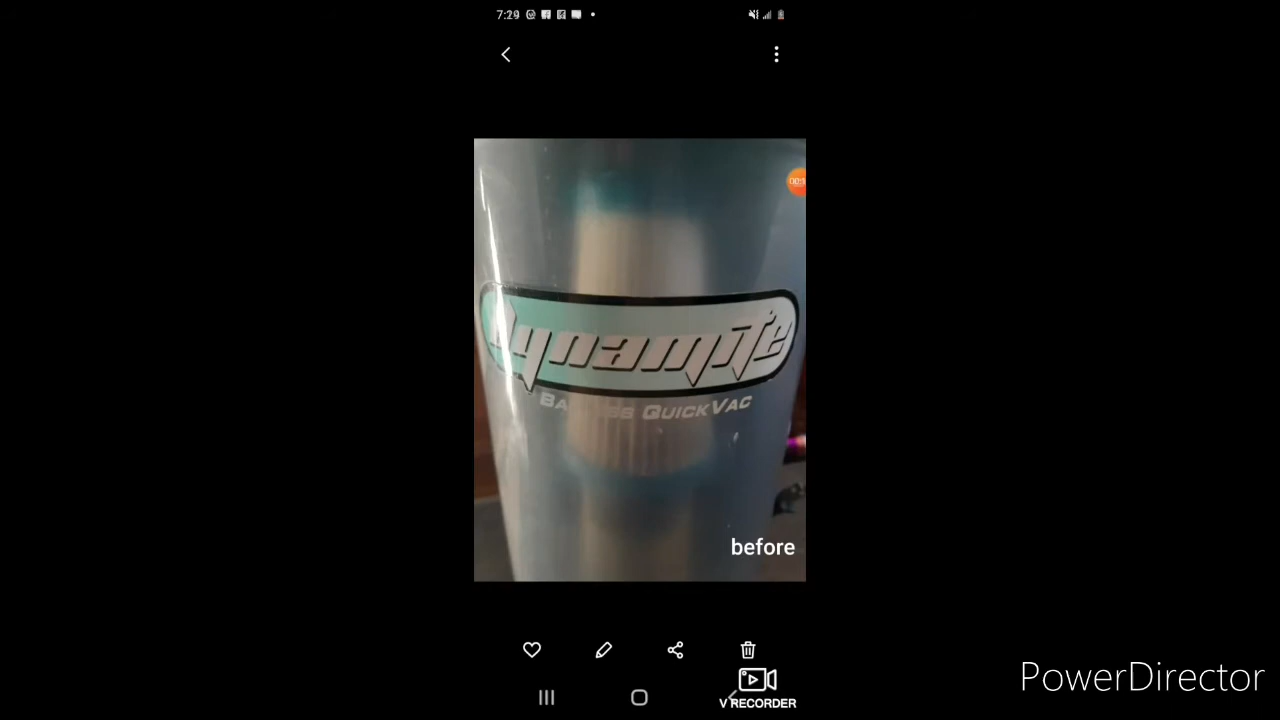 7:29
Dynamite
QuickVac
before
V RECORDER
PowerDirector